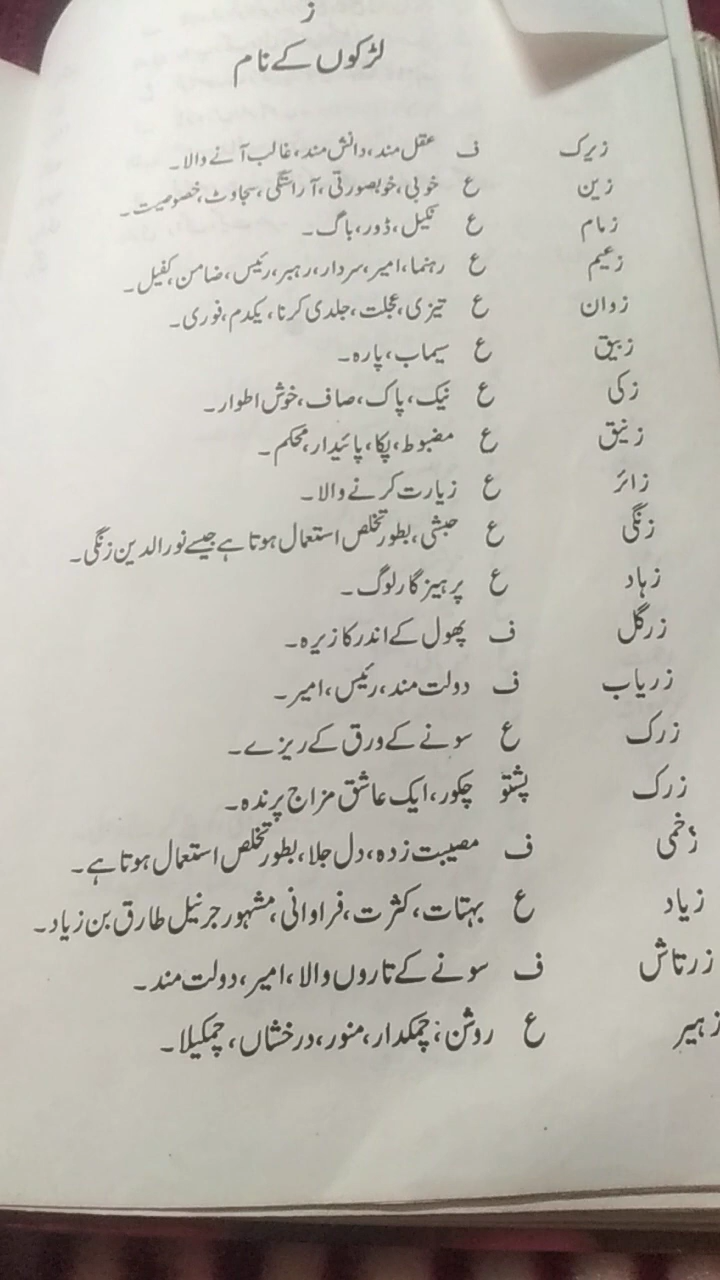 ز
لڑکوں کے نام
زیرک ف عقل مند، دانش مند، غالب آنے والا۔
زین ع خوبی، خوبصورتی، آراستگی، سجاوٹ، خصوصیت۔
زمام ع نکیل، ڈور، باگ۔
زعیم ع رہنما، امیر، سردار، رہبر، رئیس، ضامن، کفیل۔
زوان ع تیزی، عجلت، جلدی کرنا، یکدم، فوری۔
زیبق ع سیماب، پارہ۔
زکی ع نیک، پاک، صاف، خوش اطوار۔
زنیق ع مضبوط، پکا، پائیدار، محکم۔
زائر ع زیارت کرنے والا۔
زنگی ع حبشی، بطور تخلص استعمال ہوتا ہے جیسے نورالدین زنگی۔
زہاد ع پرہیز گار لوگ۔
زرگل ف پھول کے اندر کا زیرہ۔
زریاب ف دولت مند، رئیس، امیر۔
زرک ع سونے کے ورق کے ریزے۔
زرک پشتو چکور، ایک عاشق مزاج پرندہ۔
زخمی ف مصیبت زدہ، دل جلا، بطور تخلص استعمال ہوتا ہے۔
زیاد ع بہتات، کثرت، فراوانی، مشہور جرنیل طارق بن زیاد۔
زرتاش ف سونے کے تاروں والا، امیر، دولت مند۔
زہیر ع روشن، چمکدار، منور، درخشاں، چمکیلا۔